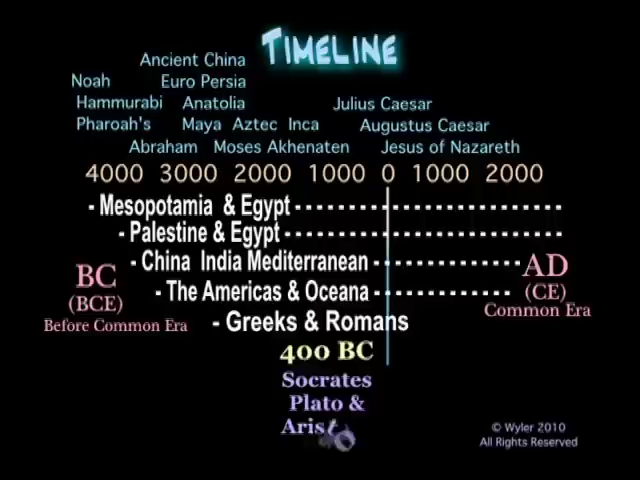 TIMELINE
Ancient China
Noah Euro Persia
Hammurabi Anatolia Julius Caesar
Pharoah's Maya Aztec Inca Augustus Caesar
Abraham Moses Akhenaten Jesus of Nazareth
4000 3000 2000 1000 0 1000 2000
- Mesopotamia & Egypt
- Palestine & Egypt
- China India Mediterranean
- The Americas & Oceana
- Greeks & Romans
BC
(BCE)
Before Common Era
AD
(CE)
Common Era
400 BC
Socrates
Plato &
Aris
© Wyler 2010
All Rights Reserved